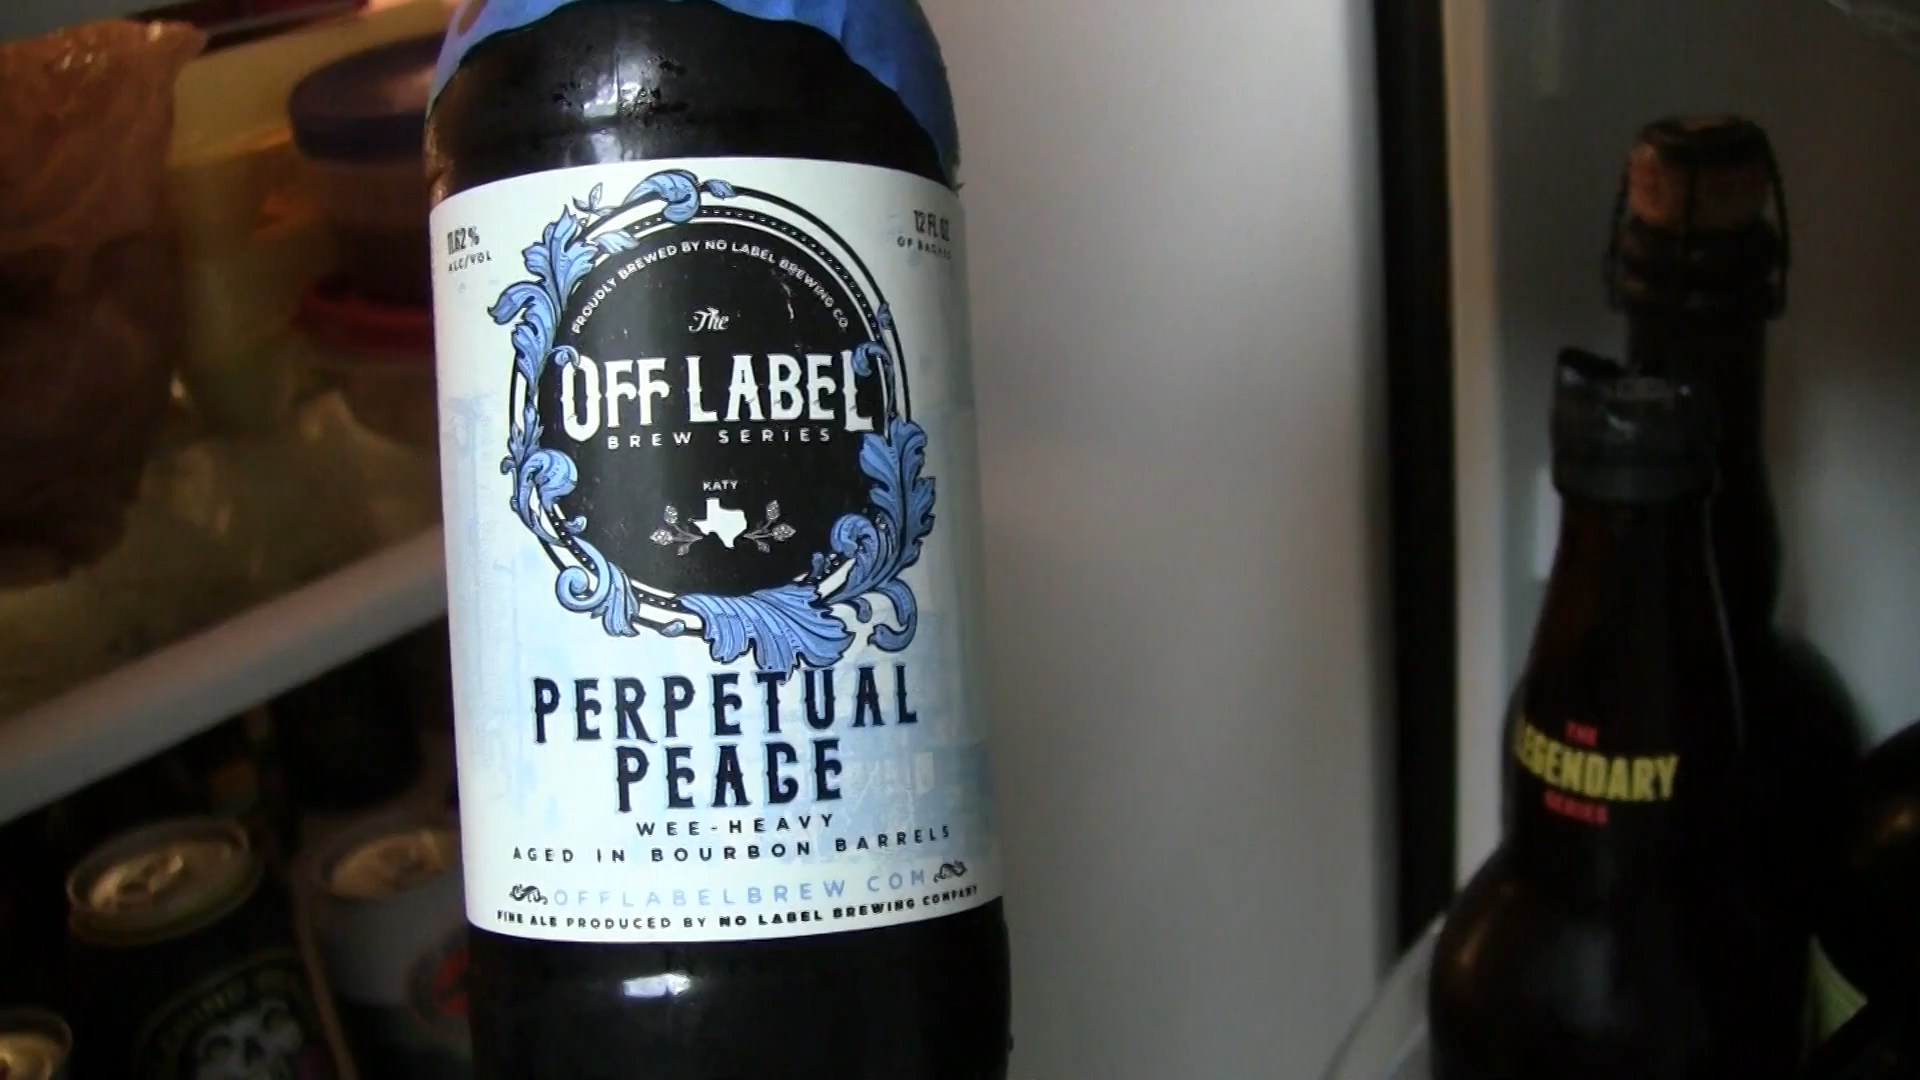 11.62%
ALC/VOL
12 FL OZ
PROUDLY BREWED BY NO LABEL BREWING CO.
The
OFF LABEL
BREW SERIES
KATY
PERPETUAL
PEACE
WEE-HEAVY
AGED IN BOURBON BARRELS
OFFLABELBREW.COM
FINE ALE PRODUCED BY NO LABEL BREWING COMPANY
THE
LEGENDARY
SERIES